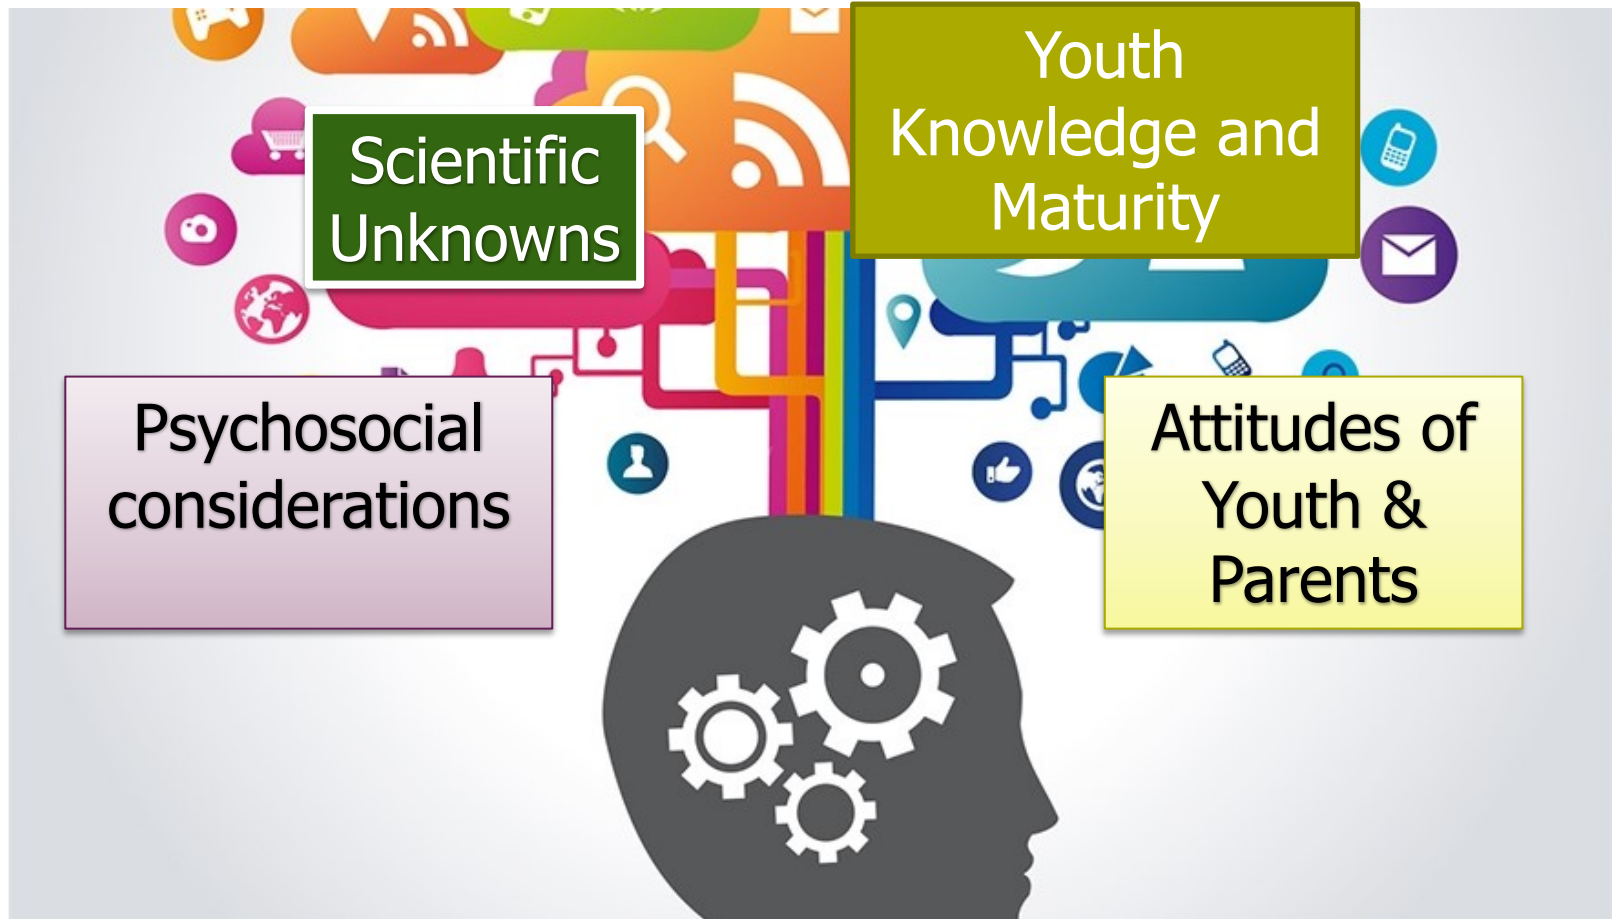 Scientific
Unknowns
Youth
Knowledge and
Maturity
Psychosocial
considerations
Attitudes of
Youth &
Parents